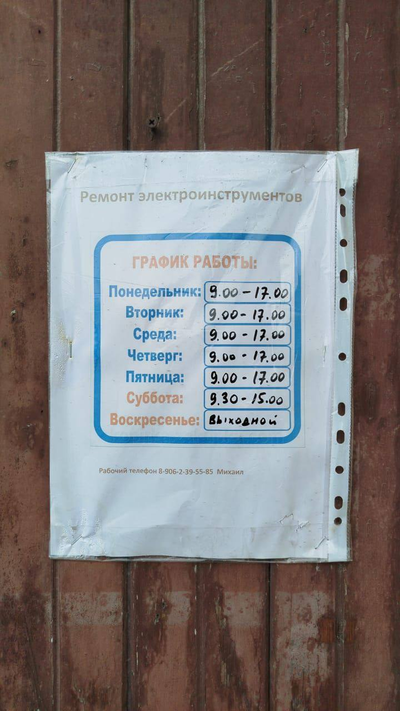 Ремонт электроинструментов
ГРАФИК РАБОТЫ:
Понедельник: 9.00 - 17.00
Вторник: 9.00 - 17.00
Среда: 9.00 - 17.00
Четверг: 9.00 - 17.00
Пятница: 9.00 - 17.00
Суббота: 9.30 - 15.00
Воскресенье: выходной
Рабочий телефон 8-906-2-39-55-85 Михаил